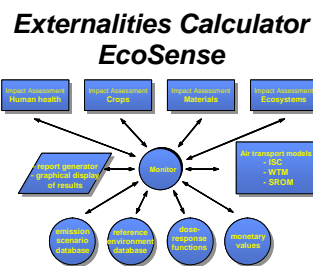 Externalities Calculator
EcoSense
Impact Assessment
Human health
Impact Assessment
Crops
Impact Assessment
Materials
Impact Assessment
Ecosystems
report generator
- graphical display
of results
Monitor
Air transport models
- ISC
- WTM
- SROM
emission
scenario
database
reference
environment
database
dose-
response
functions
monetary
values